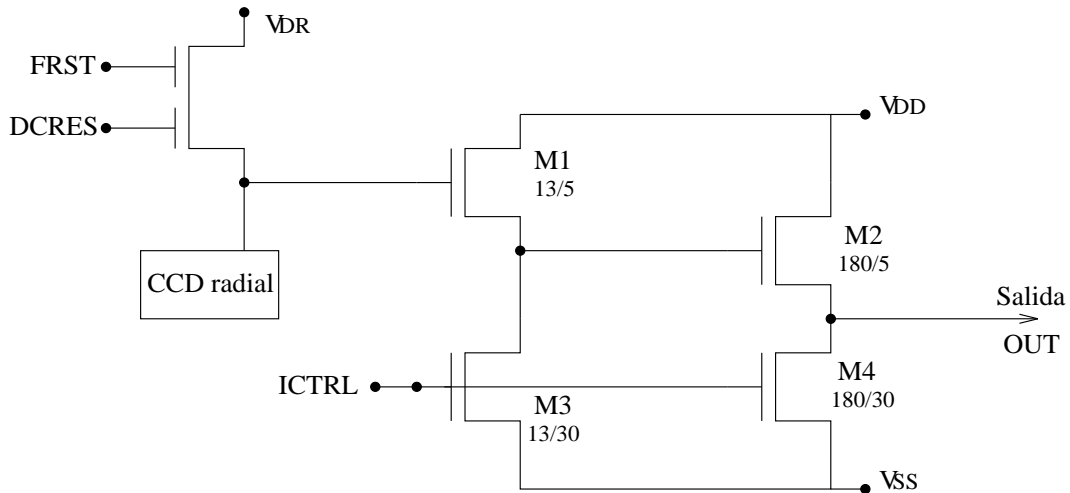 VDR
FRST
DCRES
VDD
M1
13/5
M2
180/5
CCD radial
Salida
OUT
ICTRL
M4
180/30
M3
13/30
VSS